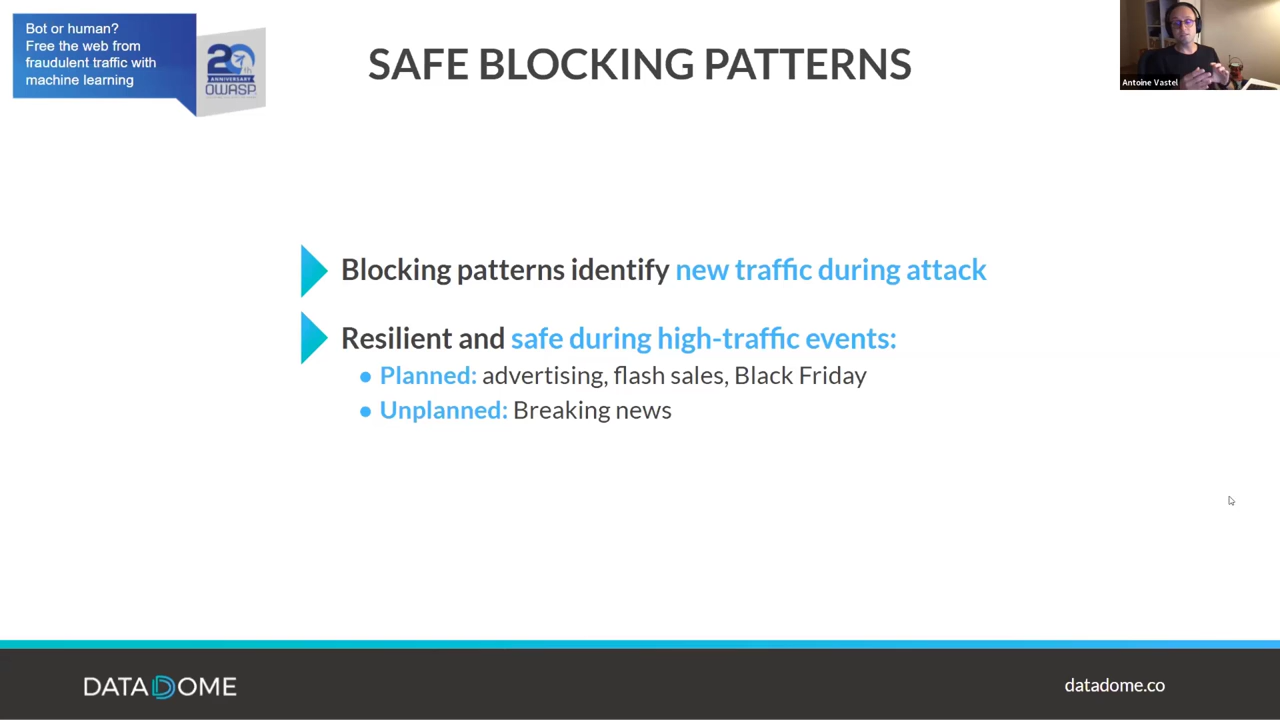 Bot or human?
Free the web from
fraudulent traffic with
machine learning
20
ANNIVERSARY
OWASP
SAFE BLOCKING PATTERNS
Antoine Vastel
Blocking patterns identify new traffic during attack
Resilient and safe during high-traffic events:
● Planned: advertising, flash sales, Black Friday
● Unplanned: Breaking news
DATADOME
datadome.co